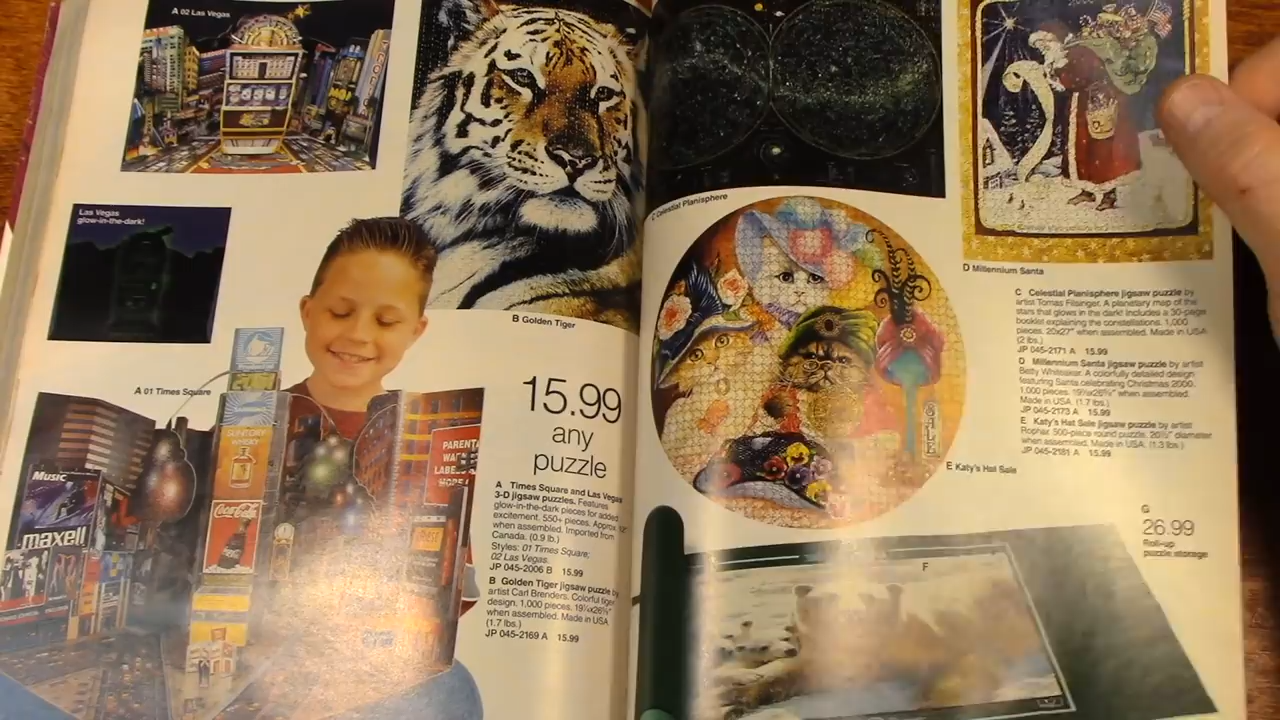 A 02 Las Vegas
Las Vegas
glow-in-the-dark!
A 01 Times Square
Music
maxell
SUNTORY
WHISKY
Coca-Cola
PARENTA
B Golden Tiger
15.99
any
puzzle
A Times Square and Las Vegas
3-D jigsaw puzzles. Features
glow-in-the-dark pieces for added
excitement. 550+ pieces. Approx.
when assembled. Imported from
Canada. (0.9 lb.)
Styles: 01 Times Square;
02 Las Vegas.
JP 045-2006 B 15.99
B Golden Tiger jigsaw puzzle by
artist Carl Brenders. Colorful tiger
design. 1,000 pieces.
when assembled. Made in USA.
(1.7 lbs.)
JP 045-2169 A 15.99
C Celestial Planisphere
SALE
D Millennium Santa
C Celestial Planisphere jigsaw puzzle by
artist Tomas Filsinger. A planetary map of the
stars that glows in the dark! Includes a 30-page
booklet explaining the constellations. 1,000
pieces. 20x27" when assembled. Made in USA.
(2 lbs.)
JP 045-2171 A 15.99
D Millennium Santa jigsaw puzzle by artist
Betty Whiteaker. A colorfully detailed design
featuring Santa celebrating Christmas 2000.
1,000 pieces. when assembled.
Made in USA. (1.7 lbs.)
JP 045-2173 A 15.99
E Katy's Hat Sale jigsaw puzzle by artist
Rophar. 500-piece round puzzle. diameter
when assembled. Made in USA. (1.3 lbs.)
JP 045-2181 A 15.99
E Katy's Hat Sale
G
26.99
Roll-up
puzzle storage
F